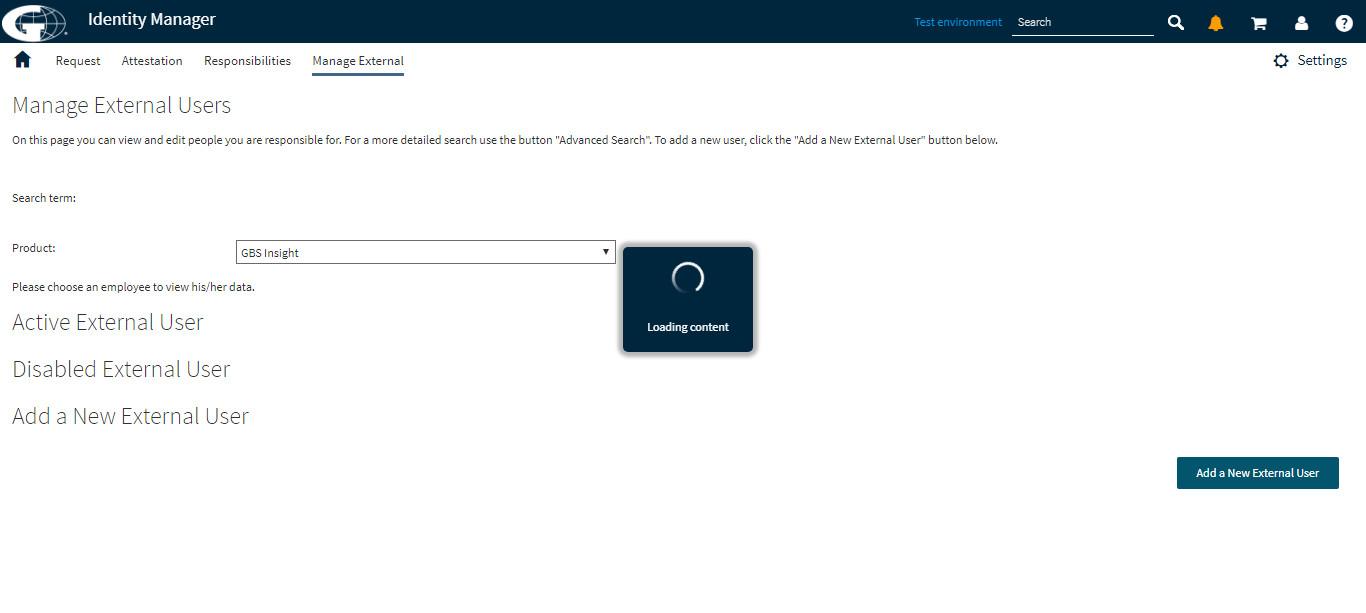 Identity Manager
Test environment
Search
Request
Attestation
Responsibilities
Manage External
Settings
Manage External Users
On this page you can view and edit people you are responsible for. For a more detailed search use the button "Advanced Search". To add a new user, click the "Add a New External User" button below.
Search term:
Product:
GBS Insight
Loading content
Please choose an employee to view his/her data.
Active External User
Disabled External User
Add a New External User
Add a New External User